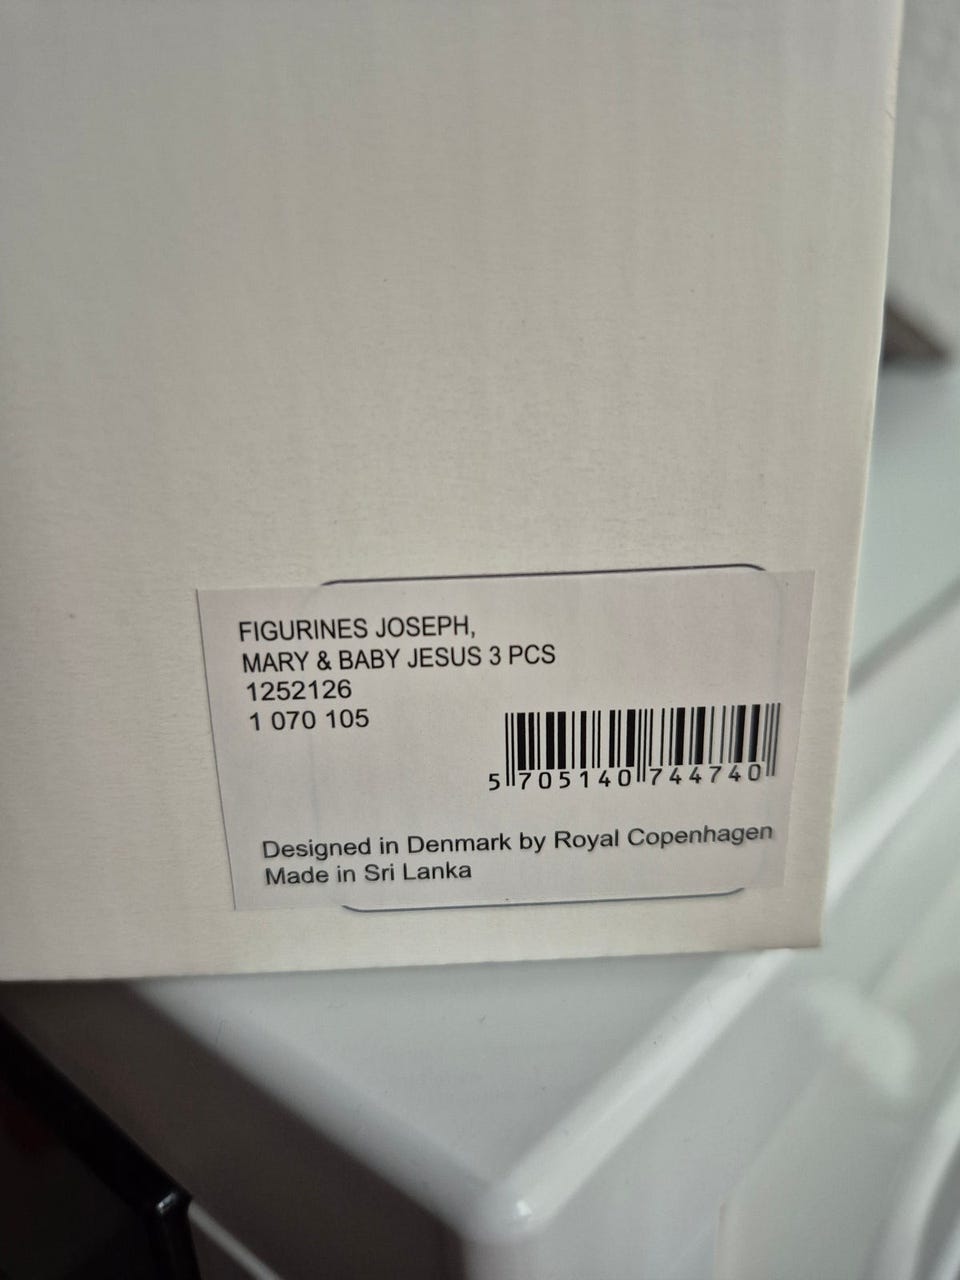 FIGURINES JOSEPH,
MARY & BABY JESUS 3 PCS
1252126
1 070 105
5 705140 744740
Designed in Denmark by Royal Copenhagen
Made in Sri Lanka